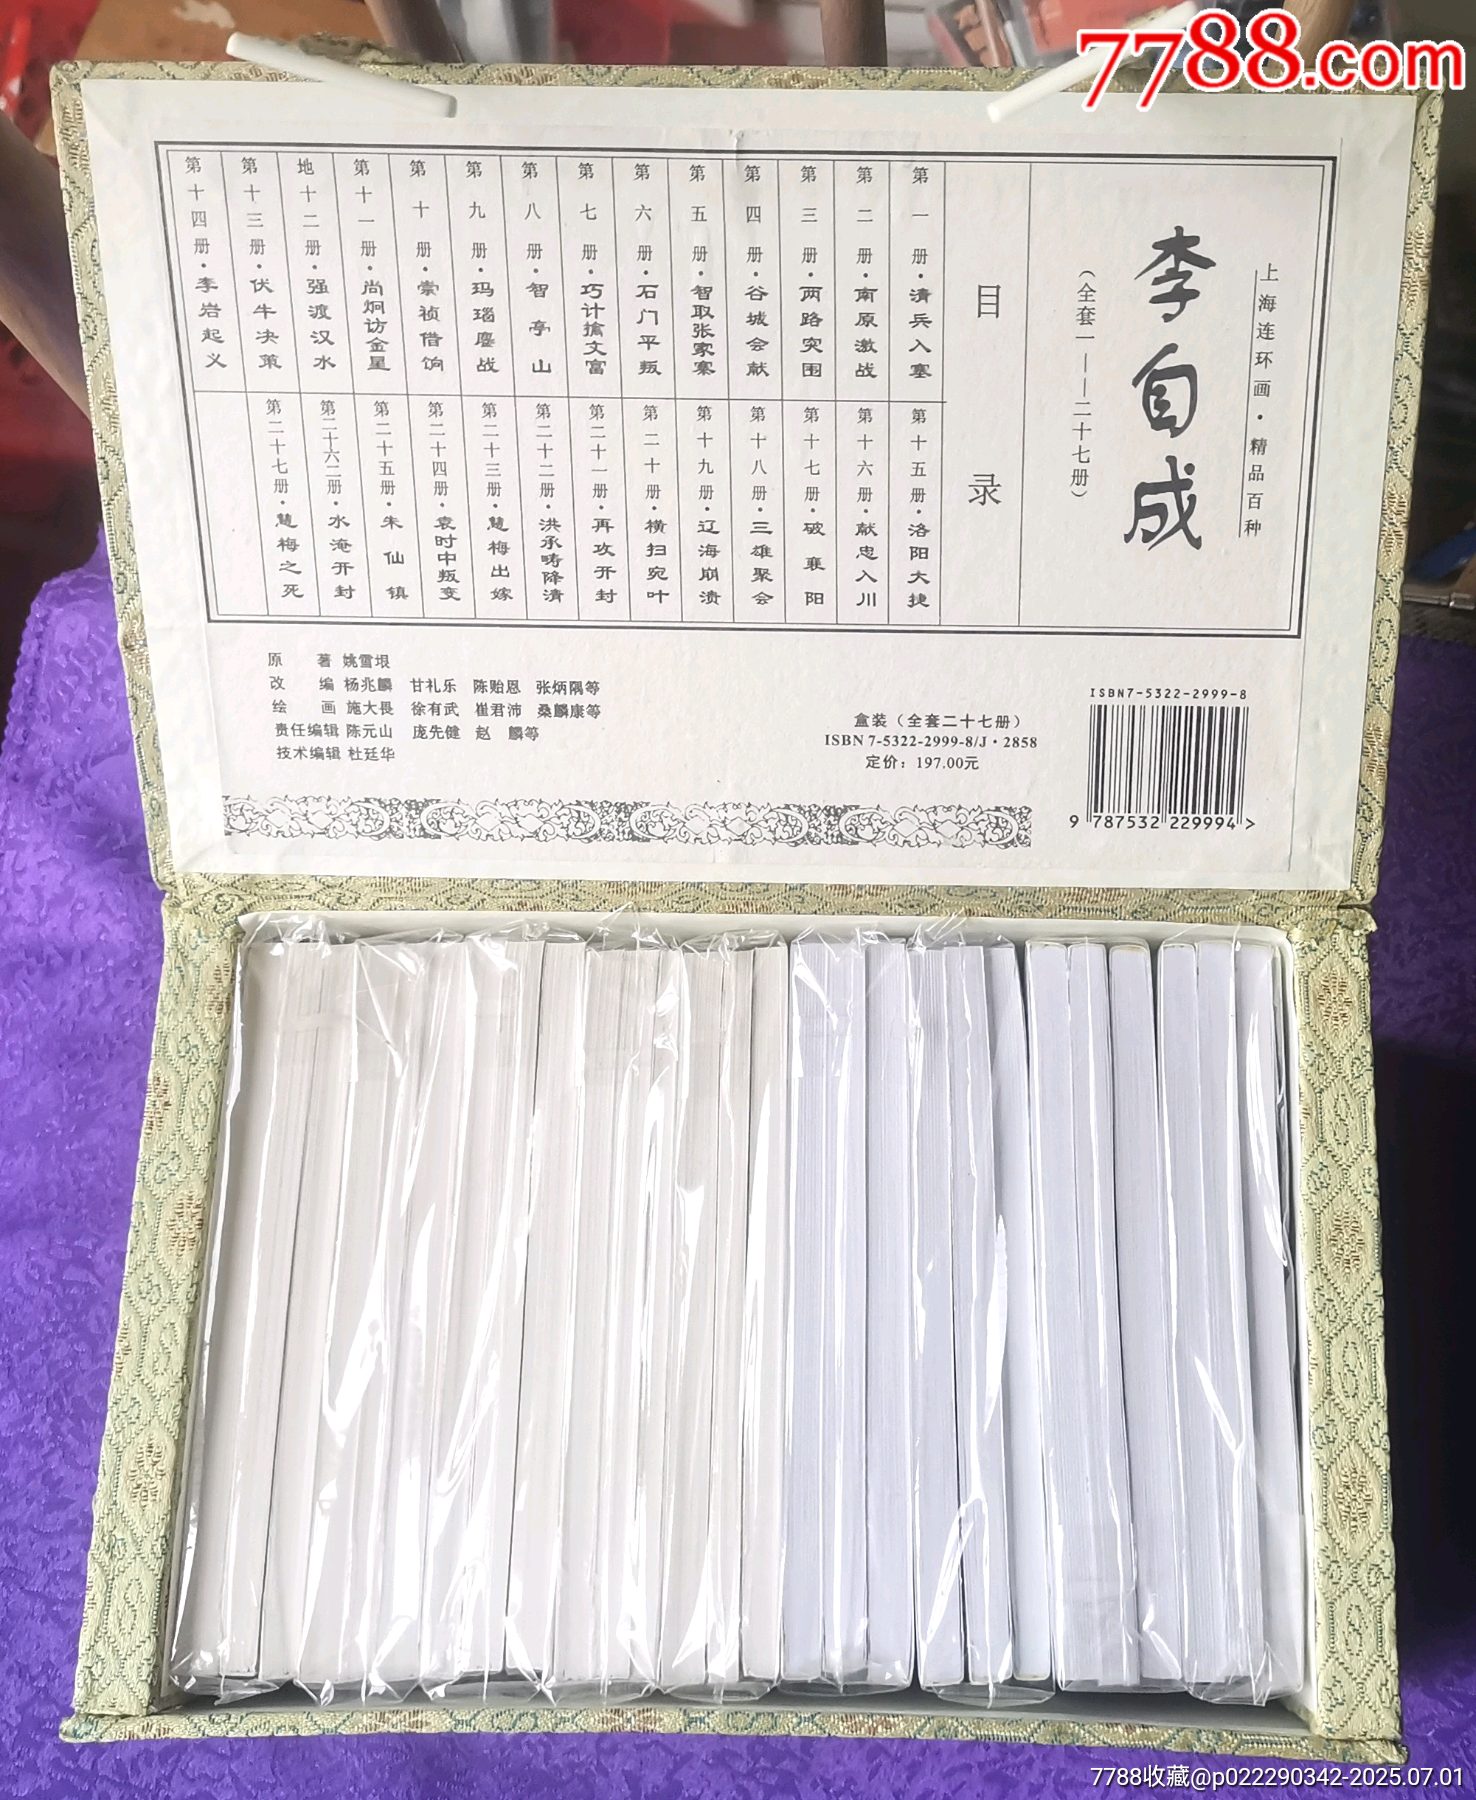 7788.com
上海连环画·精品百种
李自成
（全套一——二十七册）
目录
第一册·清兵入塞
第二册·南原激战
第三册·两路突围
第四册·谷城会献
第五册·智取张家寨
第六册·石门平叛
第七册·巧计擒文富
第八册·智亭山
第九册·玛瑙鏖战
第十册·崇祯借饷
第十一册·尚炯访金星
地十二册·强渡汉水
第十三册·伏牛决策
第十四册·李岩起义
第十五册·洛阳大捷
第十六册·献忠入川
第十七册·破襄阳
第十八册·三雄聚会
第十九册·辽海崩溃
第二十册·横扫宛叶
第二十一册·再攻开封
第二十二册·洪承畴降清
第二十三册·慧梅出嫁
第二十四册·袁时中叛变
第二十五册·朱仙镇
第二十六二册·水淹开封
第二十七册·慧梅之死
原 著 姚雪垠
改 编 杨兆麟 甘礼乐 陈贻恩 张炳隅等
绘 画 施大畏 徐有武 崔君沛 桑麟康等
责任编辑 陈元山 庞先健 赵 麟等
技术编辑 杜廷华
盒装（全套二十七册）
ISBN 7-5322-2999-8/J·2858
定价：197.00元
ISBN7-5322-2999-8
9 787532 229994 >
7788收藏@p022290342-2025.07.01